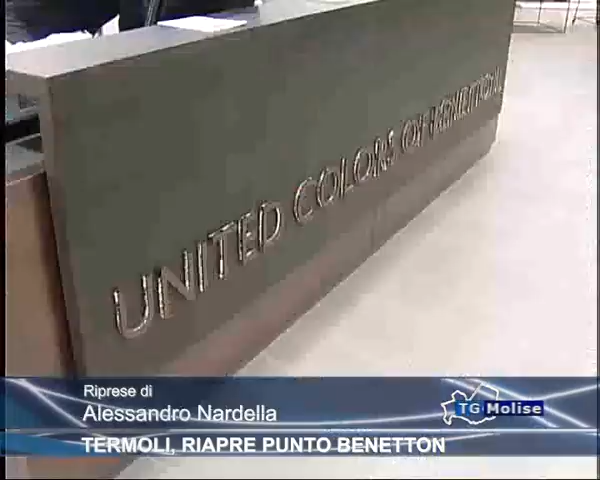 UNITED COLORS OF BENETTON.
Riprese di
Alessandro Nardella
TG Molise
TERMOLI, RIAPRE PUNTO BENETTON